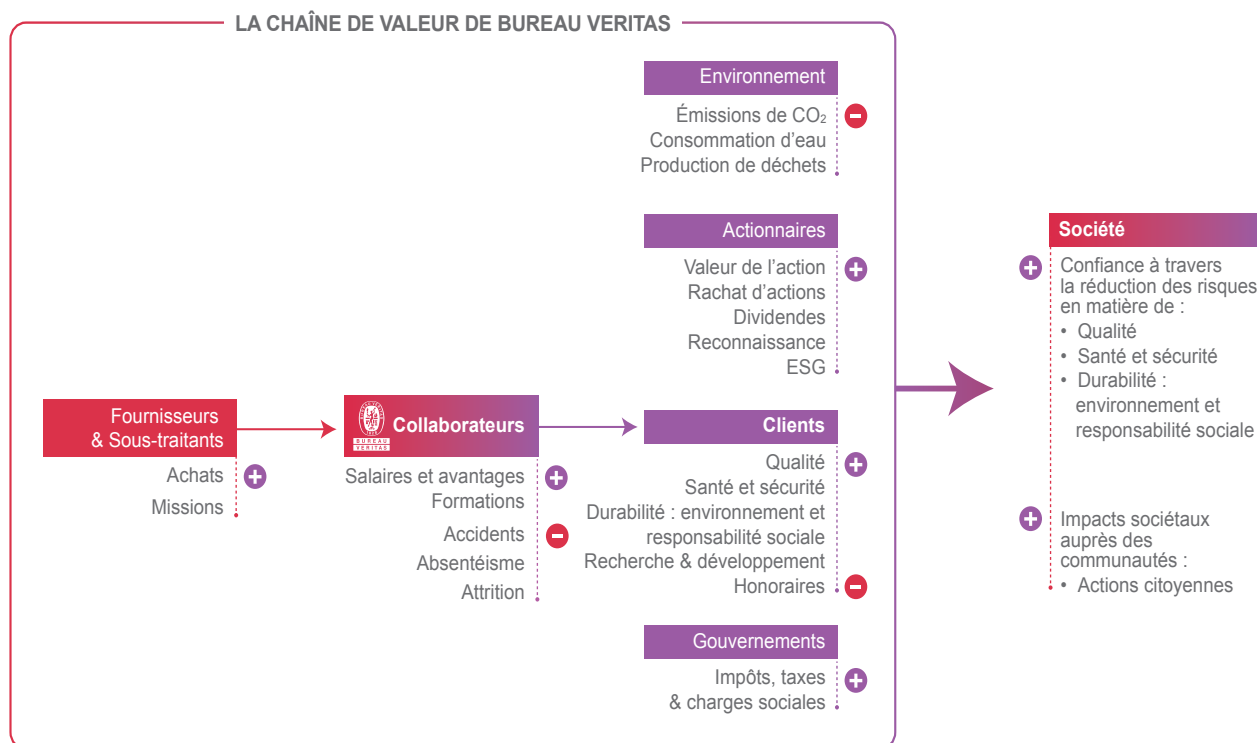 LA CHAÎNE DE VALEUR DE BUREAU VERITAS
Environnement
Émissions de CO₂
Consommation d'eau
Production de déchets
Actionnaires
Valeur de l'action
Rachat d'actions
Dividendes
Reconnaissance
ESG
Fournisseurs
& Sous-traitants
Achats
Missions
BUREAU
VERITAS
Collaborateurs
Salaires et avantages
Formations
Accidents
Absentéisme
Attrition
Clients
Qualité
Santé et sécurité
Durabilité : environnement et
responsabilité sociale
Recherche & développement
Honoraires
Gouvernements
Impôts, taxes
& charges sociales
Société
Confiance à travers
la réduction des risques
en matière de :
• Qualité
• Santé et sécurité
• Durabilité :
environnement et
responsabilité sociale
Impacts sociétaux
auprès des
communautés :
• Actions citoyennes